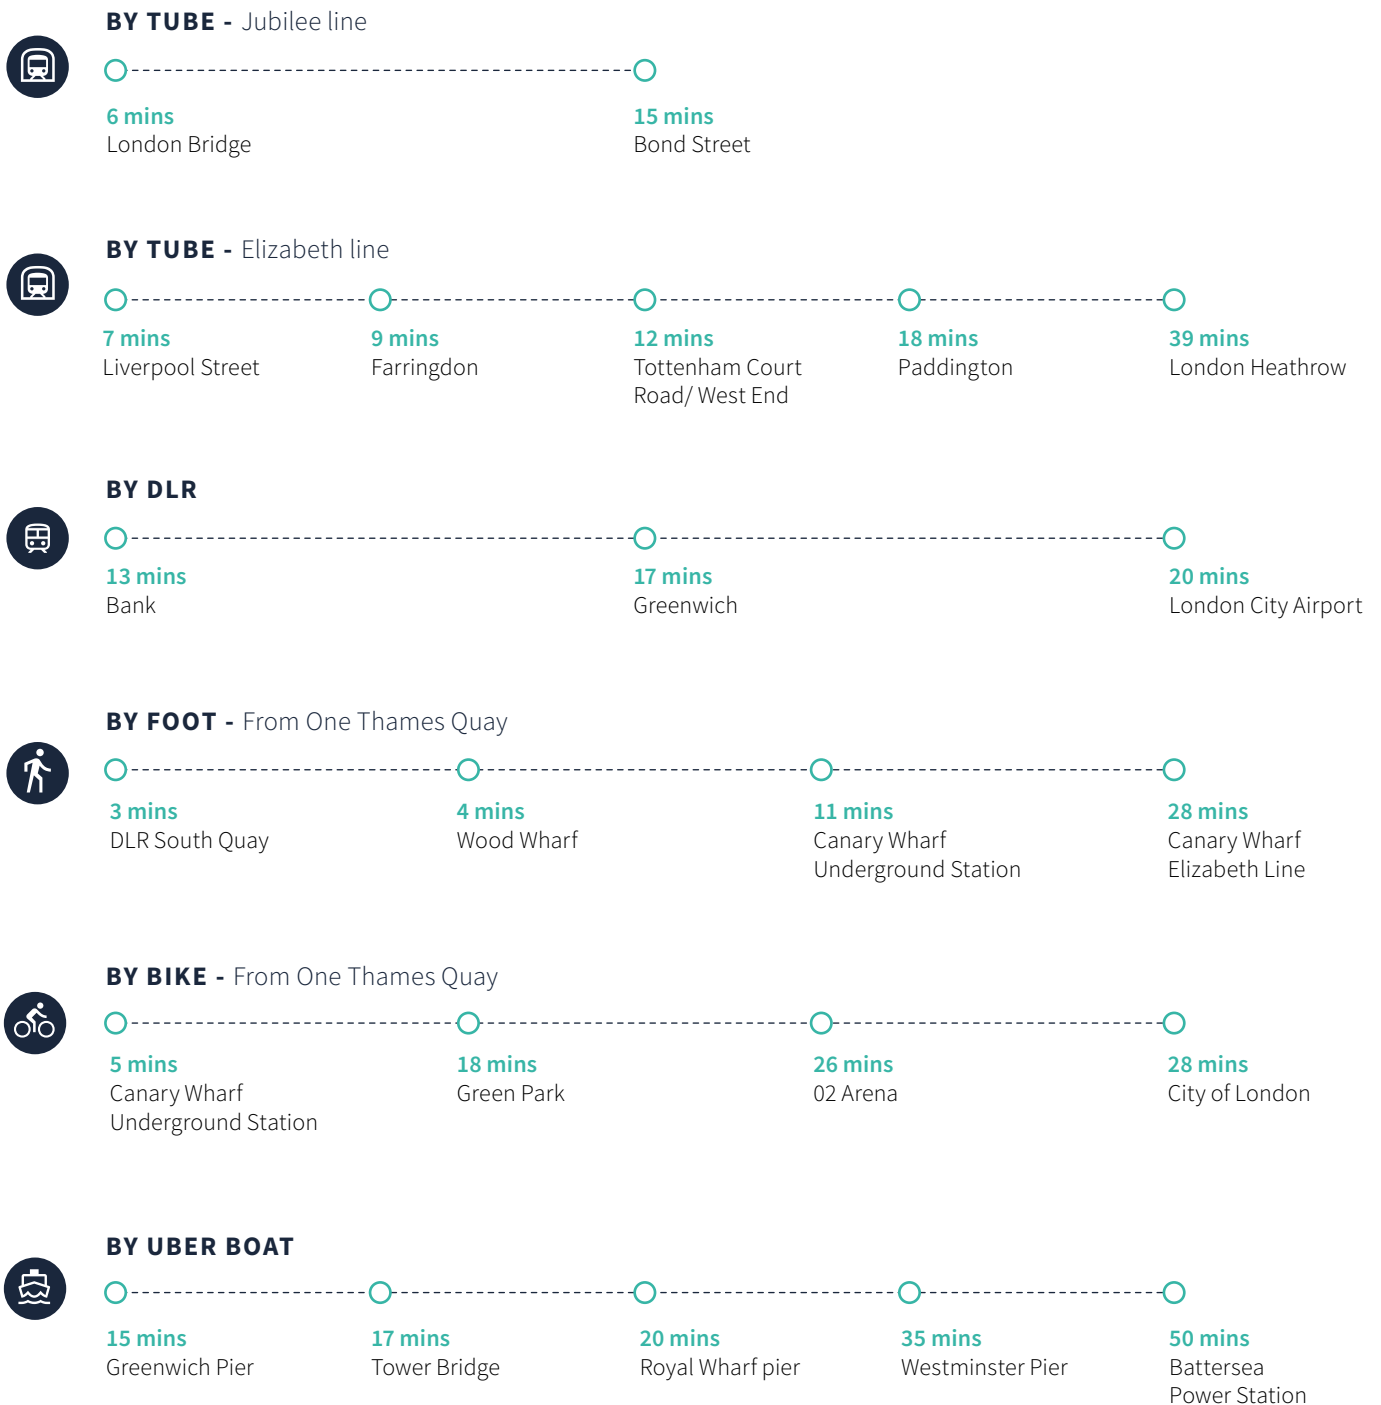 BY TUBE - Jubilee line
6 mins
London Bridge
15 mins
Bond Street
BY TUBE - Elizabeth line
7 mins
Liverpool Street
9 mins
Farringdon
12 mins
Tottenham Court
Road/ West End
18 mins
Paddington
39 mins
London Heathrow
BY DLR
13 mins
Bank
17 mins
Greenwich
20 mins
London City Airport
BY FOOT - From One Thames Quay
3 mins
DLR South Quay
4 mins
Wood Wharf
11 mins
Canary Wharf
Underground Station
28 mins
Canary Wharf
Elizabeth Line
BY BIKE - From One Thames Quay
5 mins
Canary Wharf
Underground Station
18 mins
Green Park
26 mins
02 Arena
28 mins
City of London
BY UBER BOAT
15 mins
Greenwich Pier
17 mins
Tower Bridge
20 mins
Royal Wharf pier
35 mins
Westminster Pier
50 mins
Battersea
Power Station